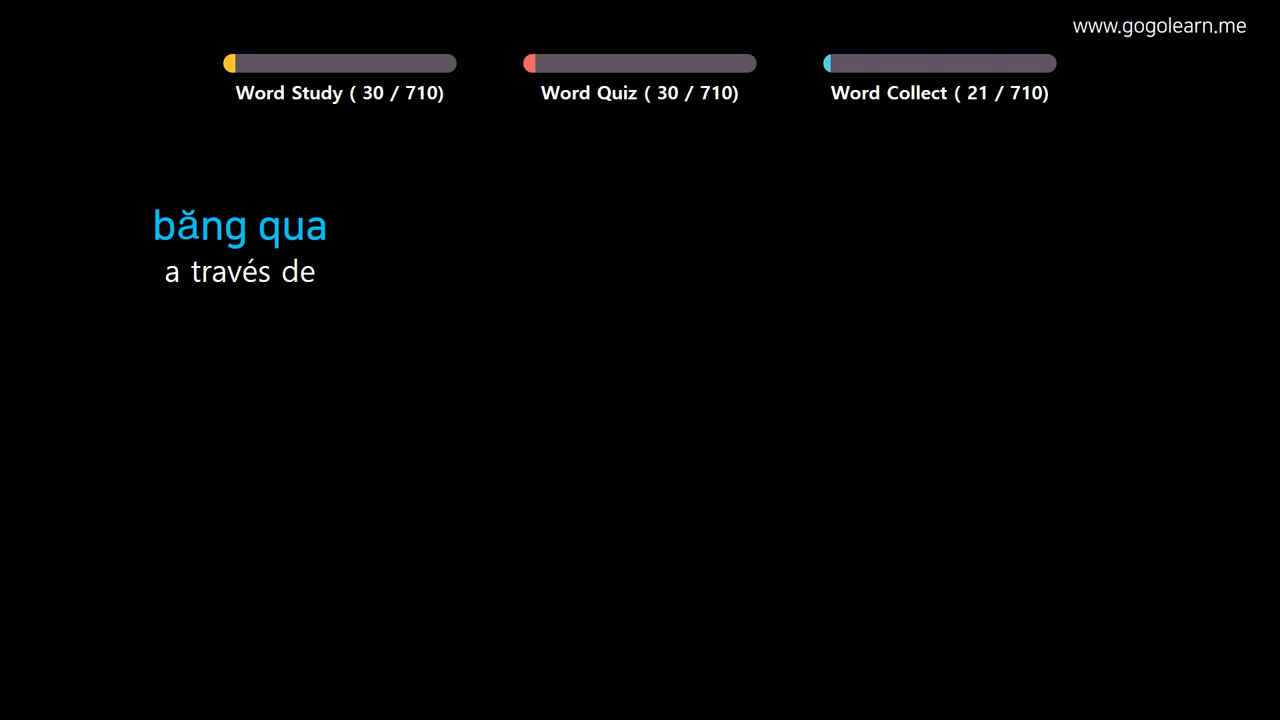 www.gogolearn.me
Word Study ( 30 / 710)
Word Quiz ( 30 / 710)
Word Collect ( 21 / 710)
băng qua
a través de